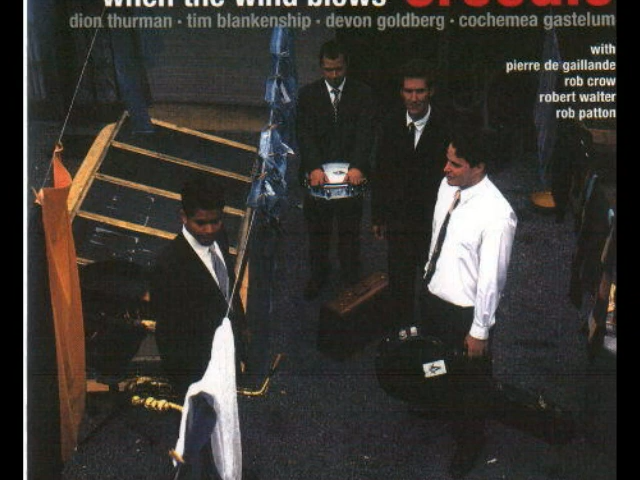 when the wind blows
dion thurman · tim blankenship · devon goldberg · cochemea gastelum
with
pierre de gaillande
rob crow
robert walter
rob patton